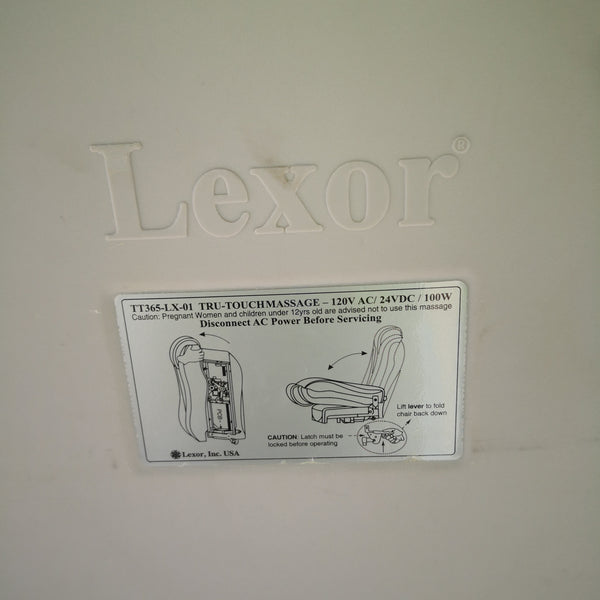 Lexor®
TT365-LX-01 TRU-TOUCHMASSAGE – 120V AC/ 24VDC / 100W
Caution: Pregnant Women and children under 12yrs old are advised not to use this massage
Disconnect AC Power Before Servicing
Lift lever to fold
chair back down
CAUTION: Latch must be
locked before operating
Lexor, Inc. USA